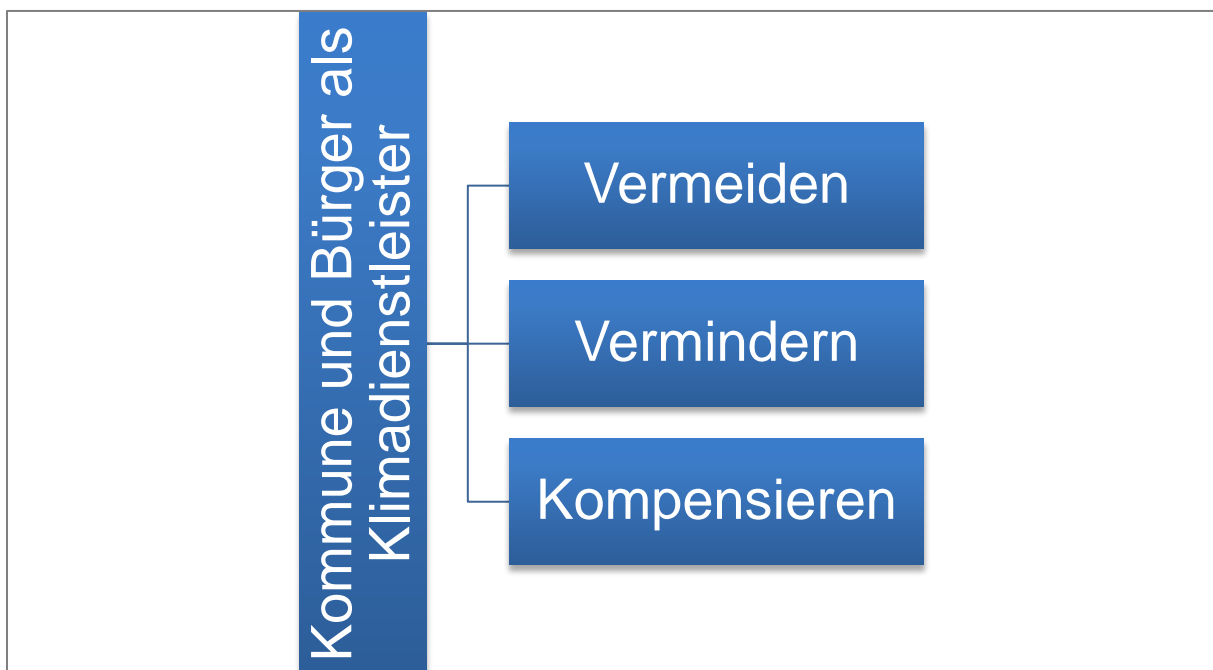 Kommune und Bürger als
Klimadienstleister
Vermeiden
Vermindern
Kompensieren